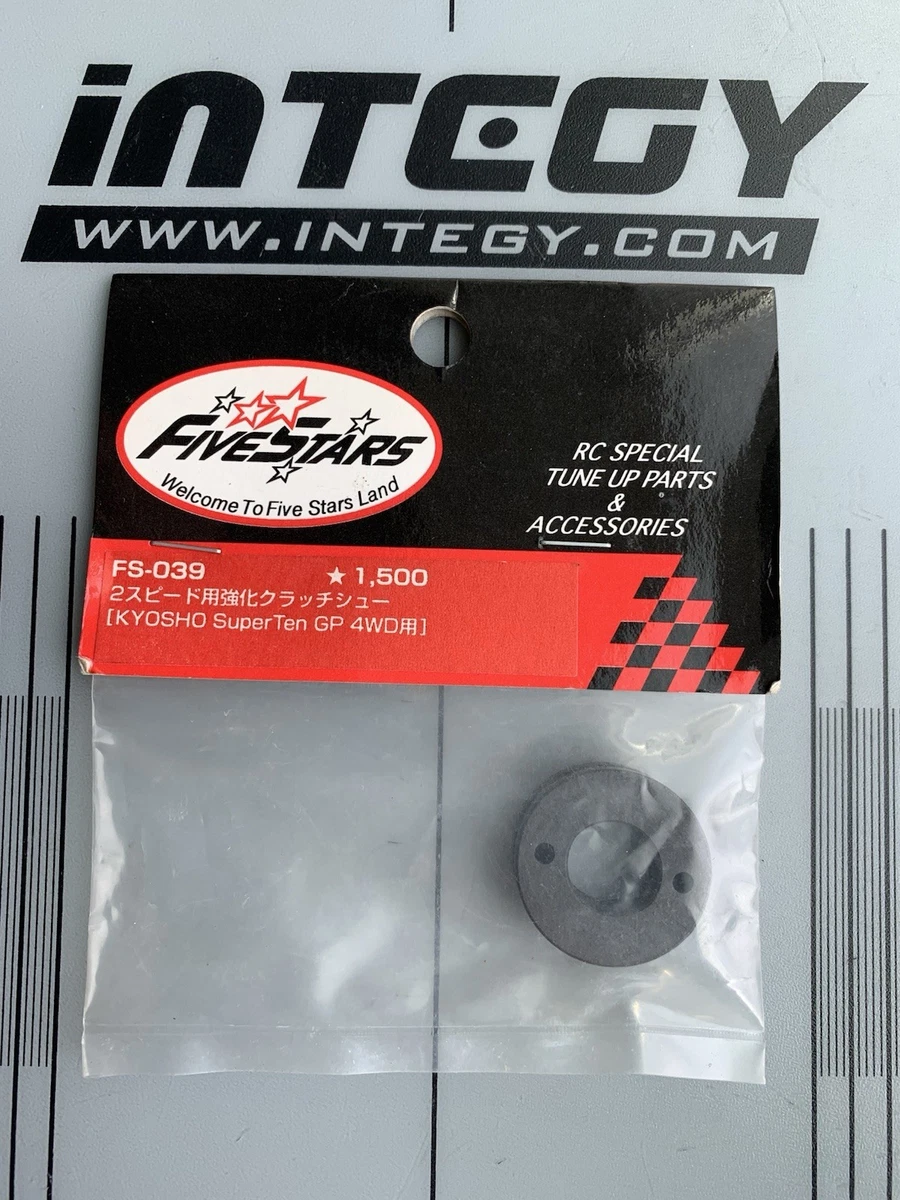 INTEGY
WWW.INTEGY.COM
FIVESTARS
Welcome To Five Stars Land
RC SPECIAL
TUNE UP PARTS
&
ACCESSORIES
FS-039 ★ 1,500
2スピード用強化クラッチシュー
[KYOSHO SuperTen GP 4WD用]